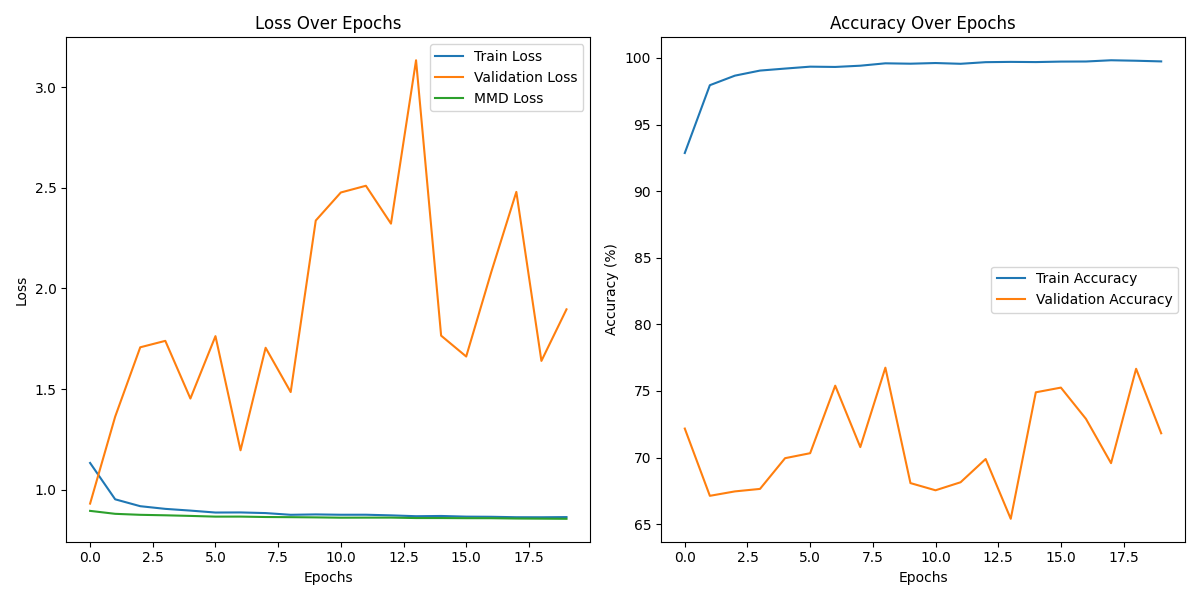 Loss Over Epochs
Train Loss
Validation Loss
MMD Loss
3.0
2.5
2.0
1.5
1.0
Loss
0.0 2.5 5.0 7.5 10.0 12.5 15.0 17.5
Epochs
Accuracy Over Epochs
100
95
90
85
80
75
70
65
Accuracy (%)
Train Accuracy
Validation Accuracy
0.0 2.5 5.0 7.5 10.0 12.5 15.0 17.5
Epochs